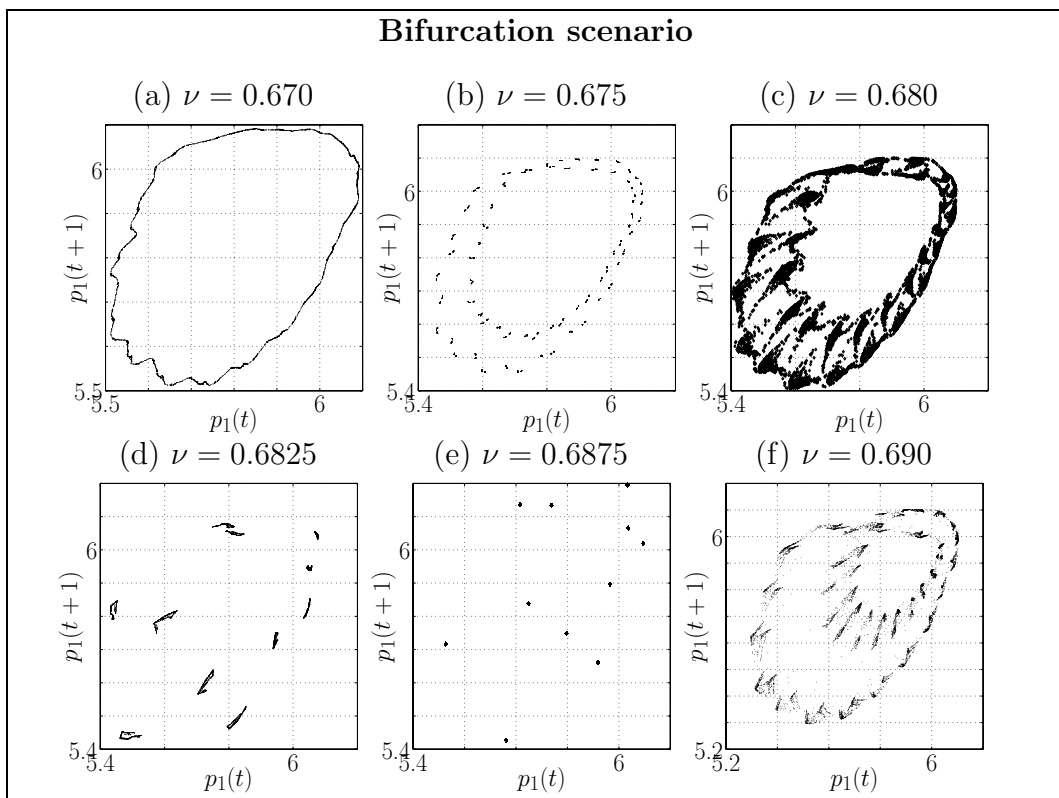 Bifurcation scenario
(a) ν = 0.670
(b) ν = 0.675
(c) ν = 0.680
p₁(t + 1)
6
5.5
5.5
6
p₁(t)
p₁(t + 1)
6
5.4
5.4
6
p₁(t)
p₁(t + 1)
6
5.4
5.4
6
p₁(t)
(d) ν = 0.6825
(e) ν = 0.6875
(f) ν = 0.690
p₁(t + 1)
6
5.4
5.4
6
p₁(t)
p₁(t + 1)
6
5.4
5.4
6
p₁(t)
p₁(t + 1)
6
5.2
5.2
6
p₁(t)